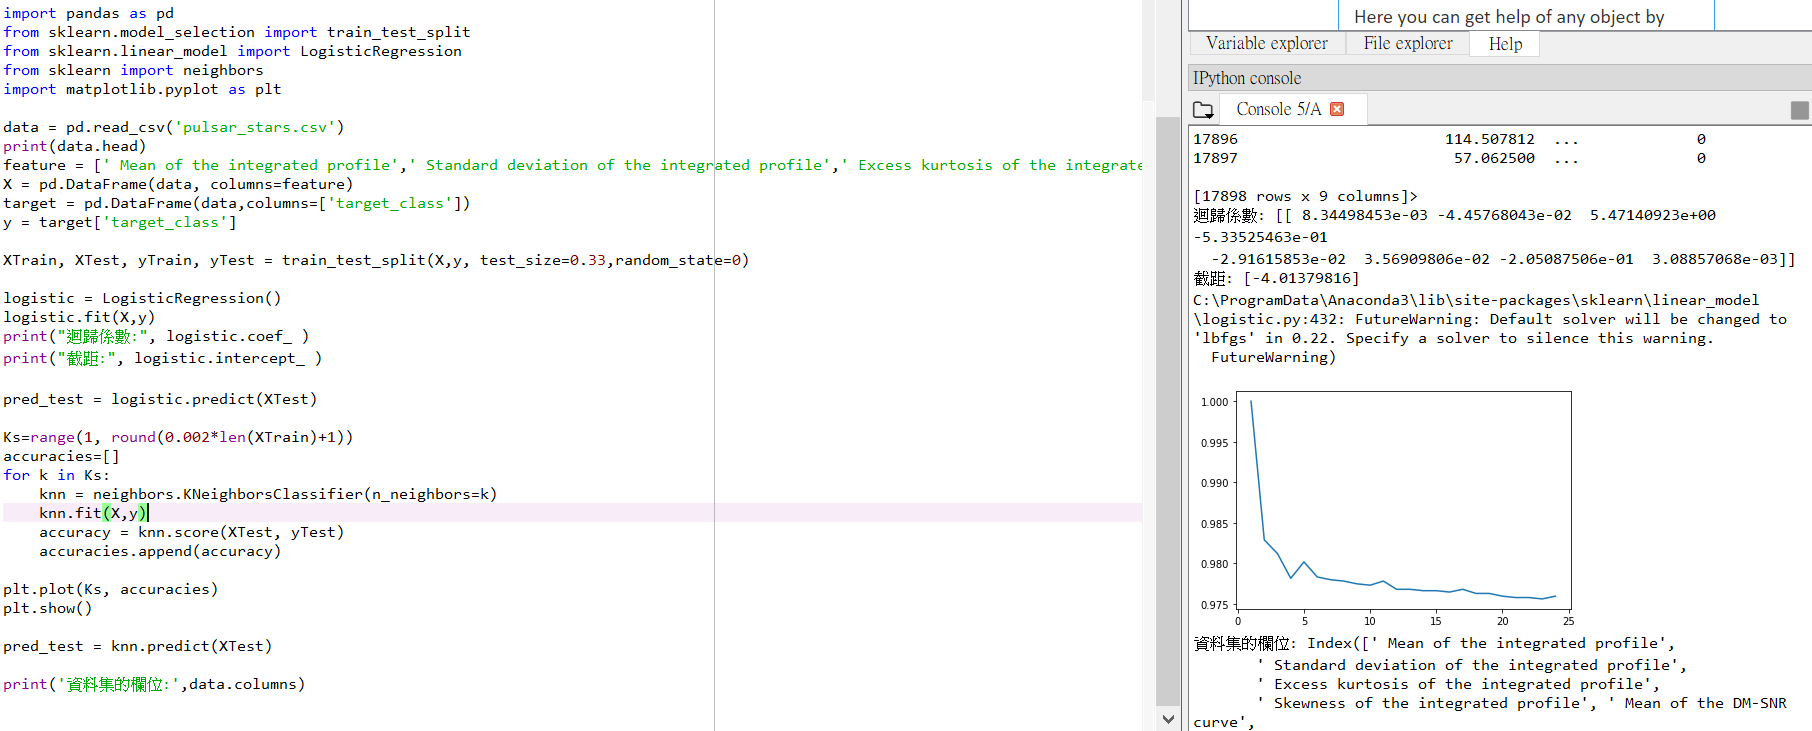 import pandas as pd
from sklearn.model_selection import train_test_split
from sklearn.linear_model import LogisticRegression
from sklearn import neighbors
import matplotlib.pyplot as plt
data = pd.read_csv('pulsar_stars.csv')
print(data.head)
feature = [' Mean of the integrated profile',' Standard deviation of the integrated profile',' Excess kurtosis of the integrate
X = pd.DataFrame(data, columns=feature)
target = pd.DataFrame(data,columns=['target_class'])
y = target['target_class']
XTrain, XTest, yTrain, yTest = train_test_split(X,y, test_size=0.33,random_state=0)
logistic = LogisticRegression()
logistic.fit(X,y)
print("迴歸係數:", logistic.coef_ )
print("截距:", logistic.intercept_ )
pred_test = logistic.predict(XTest)
Ks=range(1, round(0.002*len(XTrain)+1))
accuracies=[]
for k in Ks:
    knn = neighbors.KNeighborsClassifier(n_neighbors=k)
    knn.fit(X,y)
    accuracy = knn.score(XTest, yTest)
    accuracies.append(accuracy)
plt.plot(Ks, accuracies)
plt.show()
pred_test = knn.predict(XTest)
print('資料集的欄位:',data.columns)
Here you can get help of any object by
Variable explorer File explorer Help
IPython console
Console 5/A
17896 114.507812 ... 0
17897 57.062500 ... 0
[17898 rows x 9 columns]>
迴歸係數: [[ 8.34498453e-03 -4.45768043e-02  5.47140923e+00
-5.33525463e-01
  -2.91615853e-02  3.56909806e-02 -2.05087506e-01  3.08857068e-03]]
截距: [-4.01379816]
C:\ProgramData\Anaconda3\lib\site-packages\sklearn\linear_model
\logistic.py:432: FutureWarning: Default solver will be changed to
'lbfgs' in 0.22. Specify a solver to silence this warning.
  FutureWarning)
1.000
0.995
0.990
0.985
0.980
0.975
0 5 10 15 20 25
資料集的欄位: Index([' Mean of the integrated profile',
       ' Standard deviation of the integrated profile',
       ' Excess kurtosis of the integrated profile',
       ' Skewness of the integrated profile', ' Mean of the DM-SNR
curve',